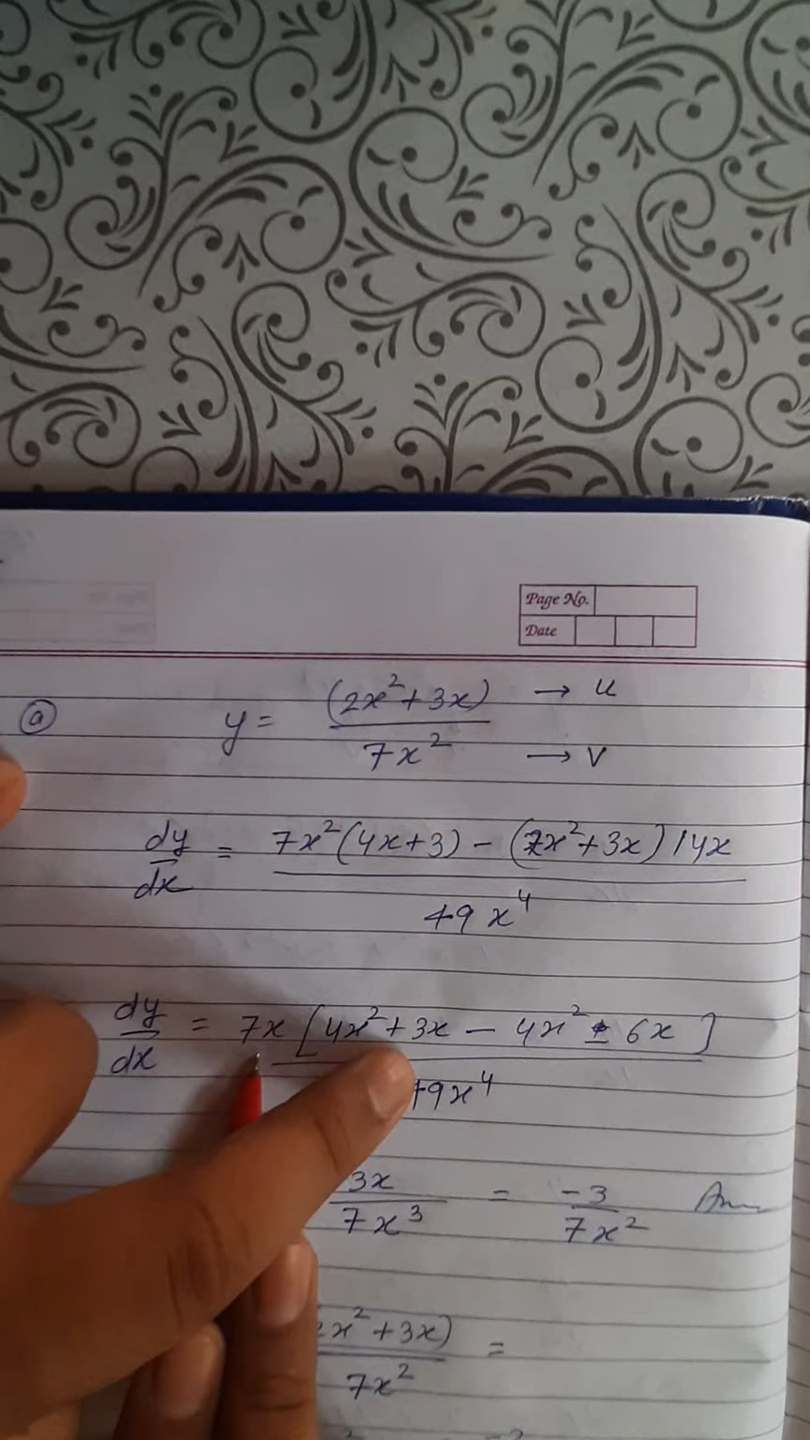 Page No.
Date
(a) y = (2x² + 3x) / 7x² → u → v
dy/dx = 7x²(4x+3) - (2x²+3x)14x / 49x⁴
dy/dx = 7x[4x² + 3x - 4x² - 6x] / 49x⁴
3x / 7x³ = -3 / 7x² Ans
2x² + 3x) / 7x² =